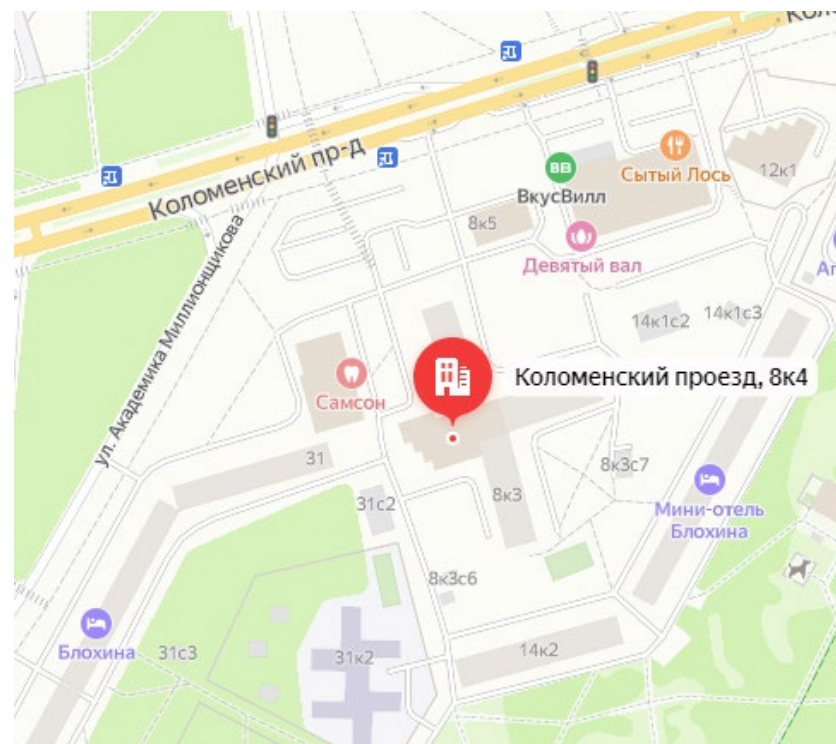 Коломенский пр-д
ул. Академика Миллионщикова
Сытый Лось
12к1
ВВ
ВкусВилл
8к5
Девятый вал
14к1с2
14к1с3
Самсон
Коломенский проезд, 8к4
31
31с2
8к3
8к3с7
Мини-отель
Блохина
8к3с6
Блохина
31с3
31к2
14к2